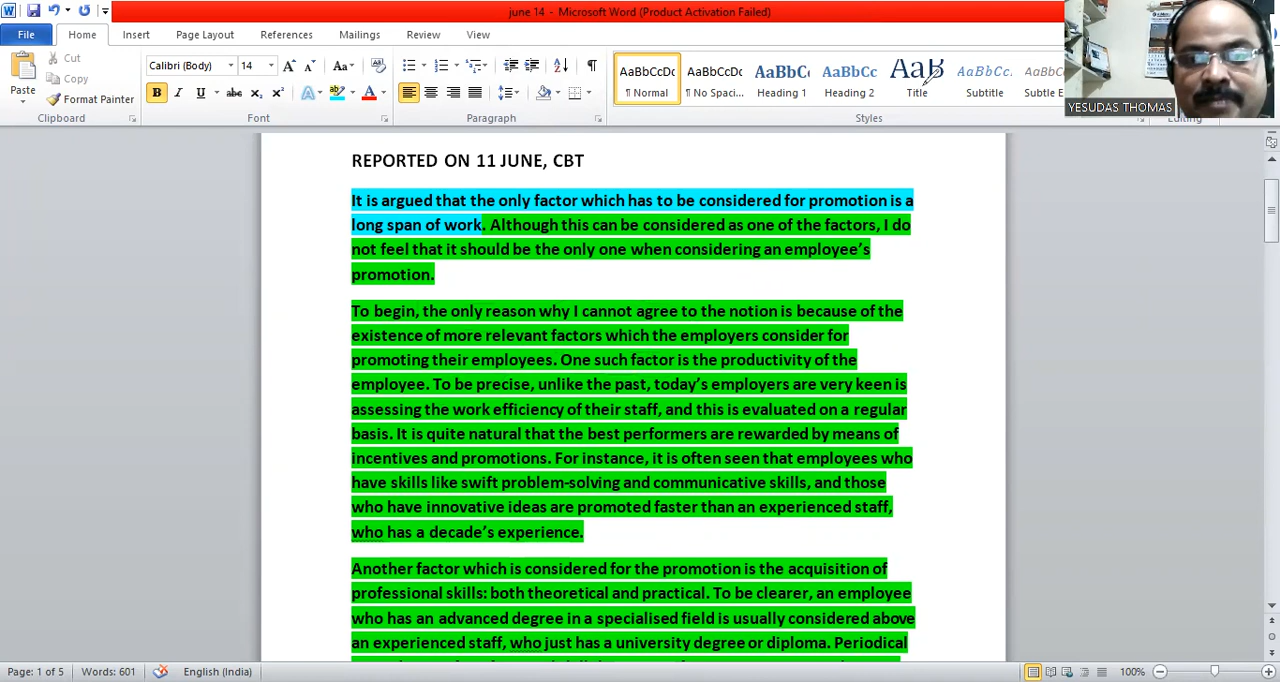 june 14 - Microsoft Word (Product Activation Failed)
File Home Insert Page Layout References Mailings Review View
Cut
Copy
Paste Format Painter
Clipboard
Calibri (Body) 14
Font
Paragraph
AaBbCcDc AaBbCcDc AaBbC AaBbCc AaB AaBbCc. AaBbCc
¶ Normal ¶ No Spaci... Heading 1 Heading 2 Title Subtitle Subtle E
Styles
YESUDAS THOMAS
Editing
REPORTED ON 11 JUNE, CBT
It is argued that the only factor which has to be considered for promotion is a
long span of work. Although this can be considered as one of the factors, I do
not feel that it should be the only one when considering an employee's
promotion.
To begin, the only reason why I cannot agree to the notion is because of the
existence of more relevant factors which the employers consider for
promoting their employees. One such factor is the productivity of the
employee. To be precise, unlike the past, today's employers are very keen is
assessing the work efficiency of their staff, and this is evaluated on a regular
basis. It is quite natural that the best performers are rewarded by means of
incentives and promotions. For instance, it is often seen that employees who
have skills like swift problem-solving and communicative skills, and those
who have innovative ideas are promoted faster than an experienced staff,
who has a decade's experience.
Another factor which is considered for the promotion is the acquisition of
professional skills: both theoretical and practical. To be clearer, an employee
who has an advanced degree in a specialised field is usually considered above
an experienced staff, who just has a university degree or diploma. Periodical
Page: 1 of 5 Words: 601 English (India) 100%